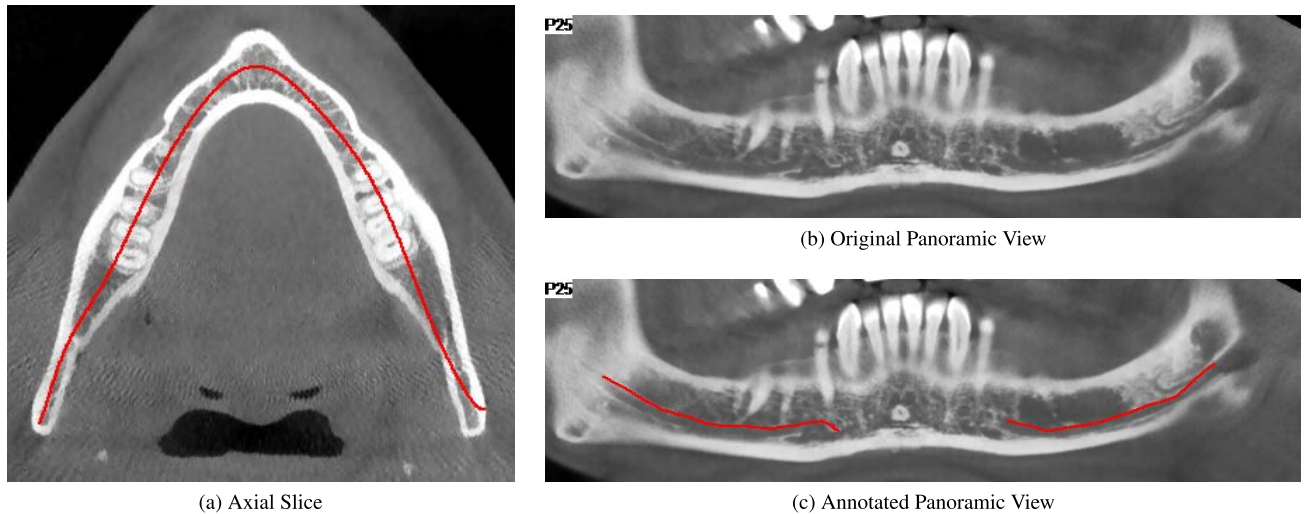 P25
(b) Original Panoramic View
P25
(a) Axial Slice
(c) Annotated Panoramic View